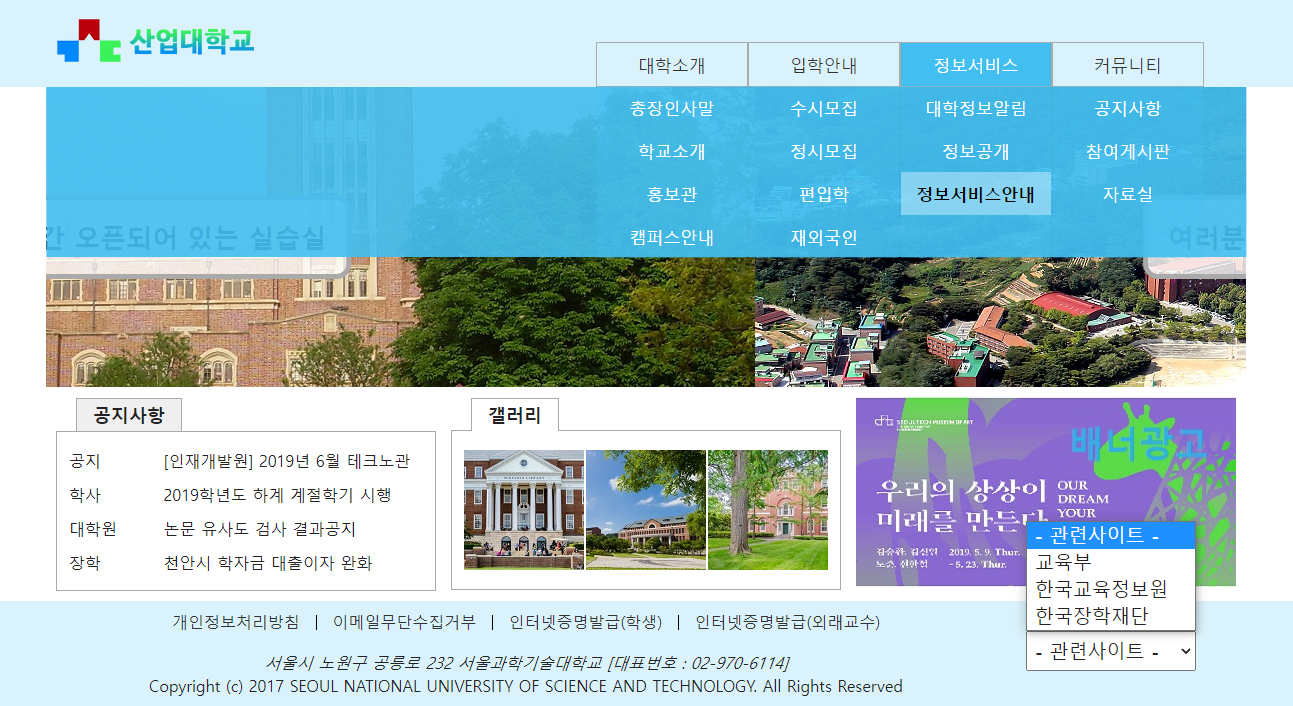 산업대학교
대학소개 입학안내 정보서비스 커뮤니티
총장인사말 수시모집 대학정보알림 공지사항
학교소개 정시모집 정보공개 참여게시판
홍보관 편입학 정보서비스안내 자료실
캠퍼스안내 재외국인
간 오픈되어 있는 실습실 여러분
공지사항 갤러리
공지 [인재개발원] 2019년 6월 테크노관
학사 2019학년도 하계 계절학기 시행
대학원 논문 유사도 검사 결과공지
장학 천안시 학자금 대출이자 완화
SEOULTECH MUSEUM OF ART
배너광고
우리의 상상이 OUR
미래를 만든다 DREAM
YOUR
2019. 5. 9. Thur.
- 5. 23. Thur.
- 관련사이트 -
교육부
한국교육정보원
한국장학재단
- 관련사이트 -
개인정보처리방침 | 이메일무단수집거부 | 인터넷증명발급(학생) | 인터넷증명발급(외래교수)
서울시 노원구 공릉로 232 서울과학기술대학교 [대표번호 : 02-970-6114]
Copyright (c) 2017 SEOUL NATIONAL UNIVERSITY OF SCIENCE AND TECHNOLOGY. All Rights Reserved